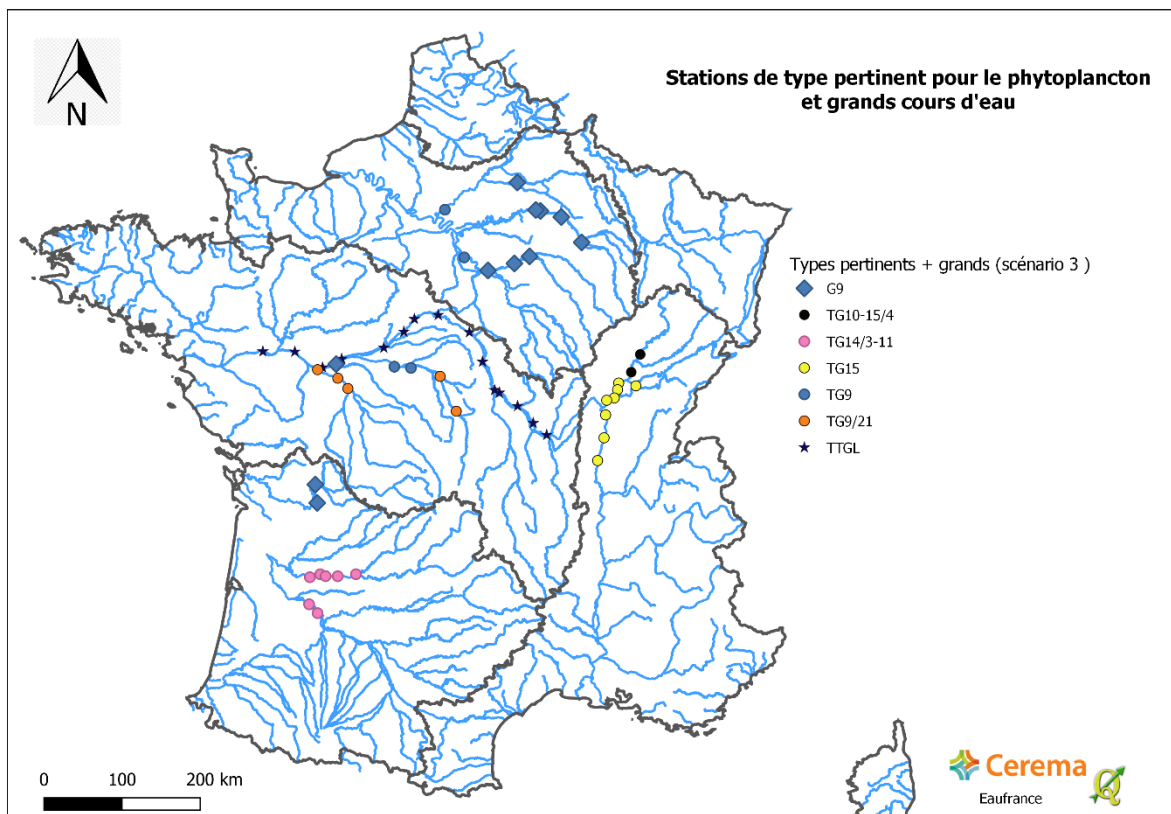 Stations de type pertinent pour le phytoplancton
et grands cours d'eau
N
Types pertinents + grands (scénario 3 )
G9
TG10-15/4
TG14/3-11
TG15
TG9
TG9/21
TTGL
0 100 200 km
Cerema
Eaufrance
Q